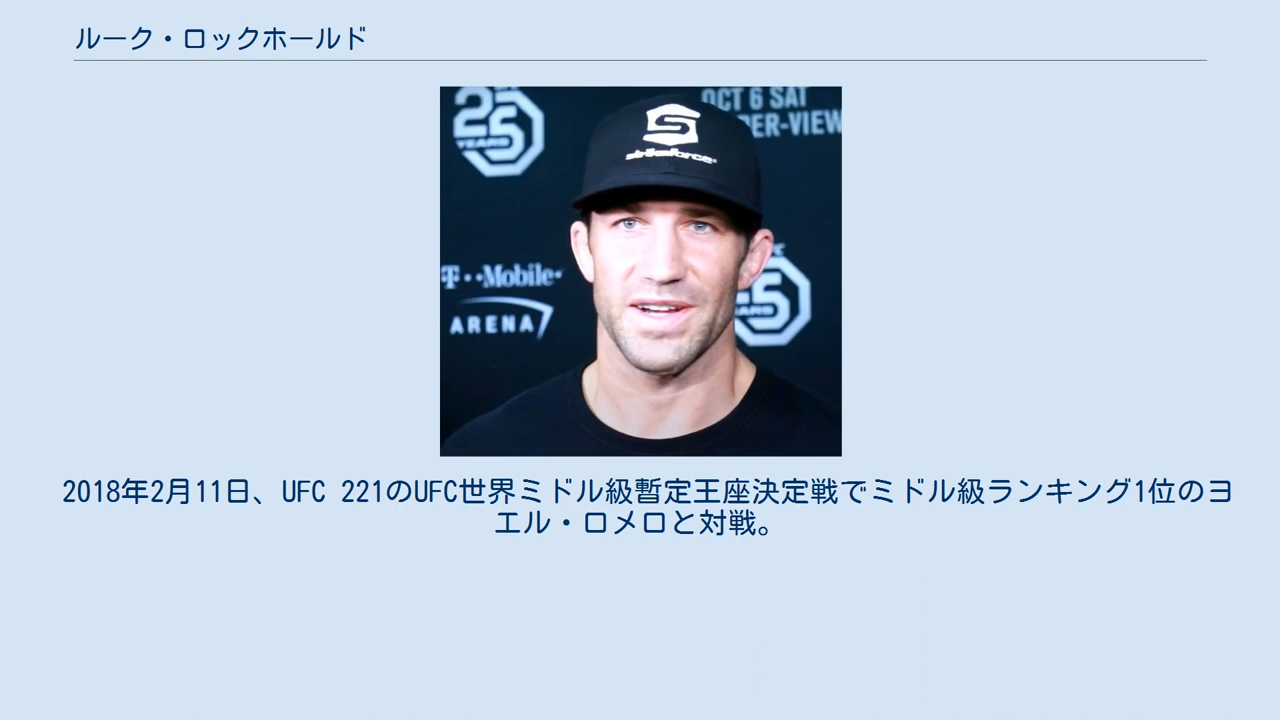 ルーク・ロックホールド
25
YEARS
OCT 6 SAT
PER-VIEW
strikeforce
T··Mobile·
ARENA
2018年2月11日、UFC 221のUFC世界ミドル級暫定王座決定戦でミドル級ランキング1位のヨ
エル・ロメロと対戦。